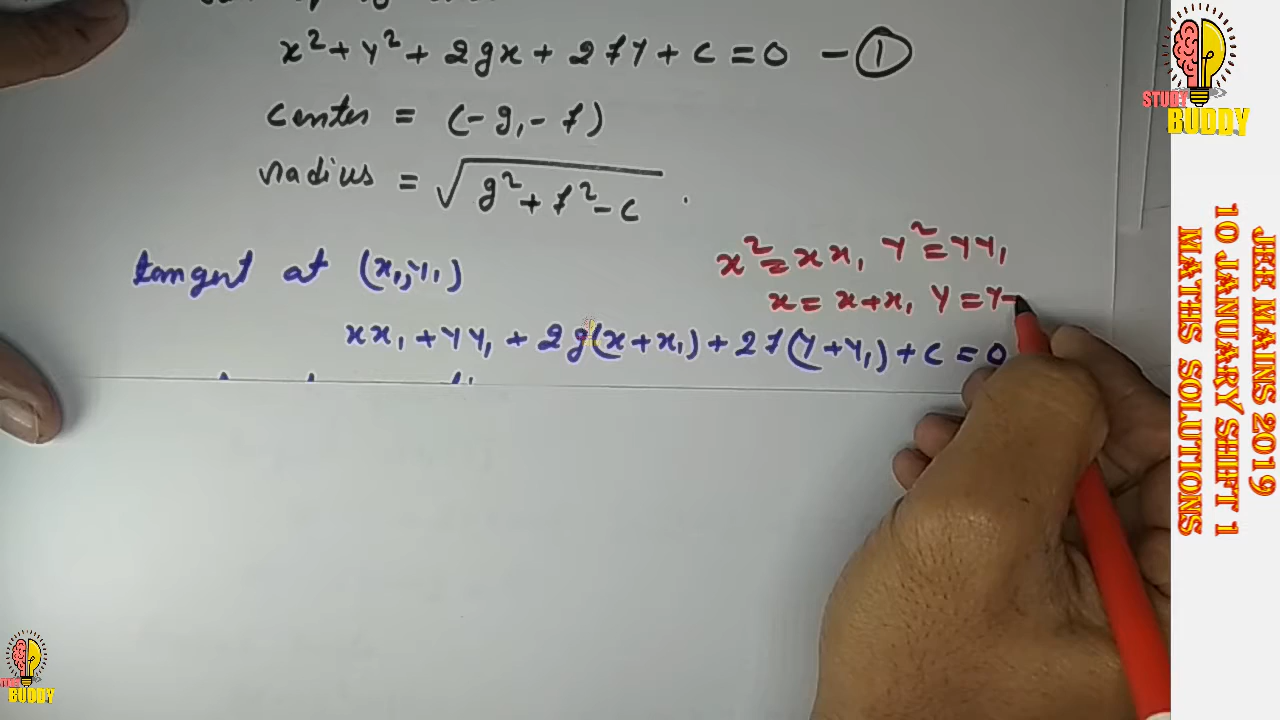 x² + y² + 2gx + 2fy + c = 0 - ①
center = (-g, -f)
radius = √g² + f² - c .
tangent at (x₁, y₁)
x² = xx₁ y² = yy₁
x = x+x₁ y = y-
xx₁ + yy₁ + 2g(x + x₁) + 2f(y + y₁) + c = 0
STUDY
BUDDY
JEE MAINS 2019
10 JANUARY SHIFT 1
MATHS SOLUTIONS
BUDDY